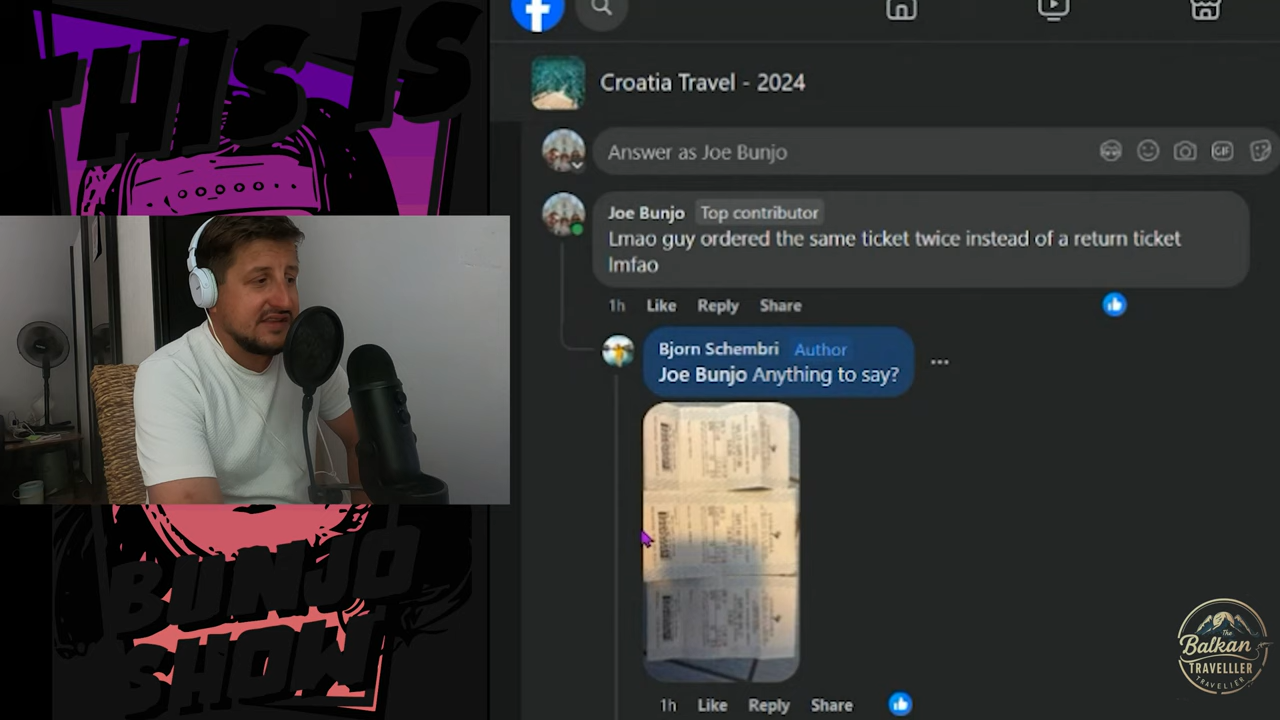 THIS IS
BUNJO
SHOW
Croatia Travel - 2024
Answer as Joe Bunjo
GIF
Joe Bunjo Top contributor
Lmao guy ordered the same ticket twice instead of a return ticket
lmfao
1h Like Reply Share
Bjorn Schembri Author
Joe Bunjo Anything to say?
1h Like Reply Share
The
Balkan
TRAVELLER
TRAVELIER